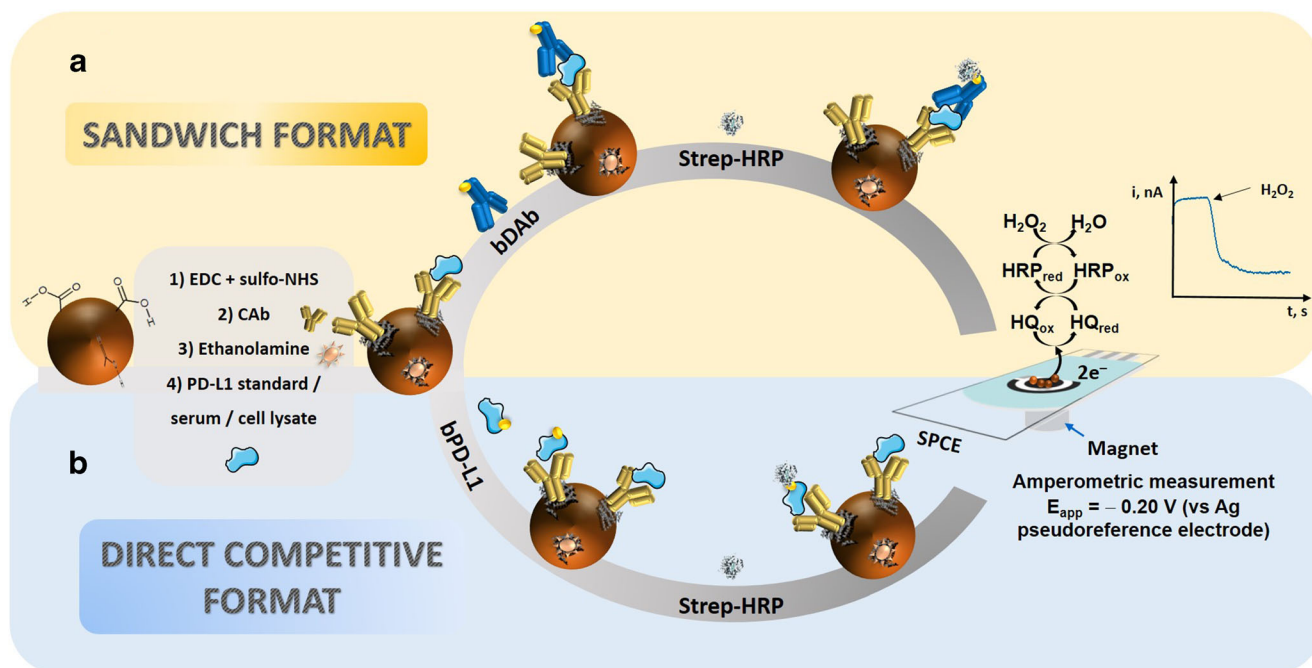 a
SANDWICH FORMAT
Strep-HRP
bDAb
i, nA
H₂O₂
t, s
H₂O₂ H₂O
HRPred HRPox
HQox HQred
2e⁻
O
H
O
O
O
H
1) EDC + sulfo-NHS
2) CAb
3) Ethanolamine
4) PD-L1 standard /
serum / cell lysate
SPCE
Magnet
Amperometric measurement
Eapp = – 0.20 V (vs Ag
pseudoreference electrode)
b
bPD-L1
DIRECT COMPETITIVE
FORMAT
Strep-HRP